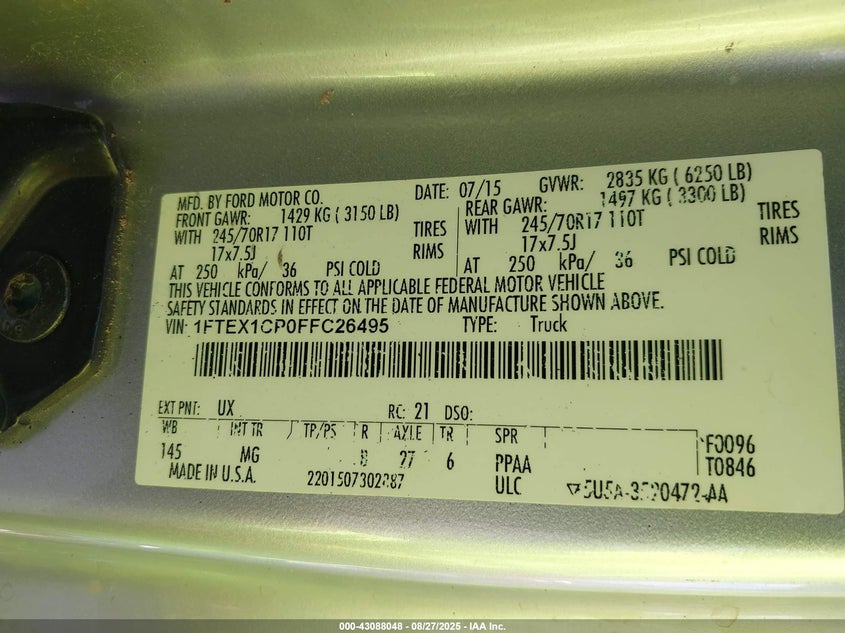 MFD. BY FORD MOTOR CO. DATE: 07/15 GVWR: 2835 KG ( 6250 LB)
FRONT GAWR: 1429 KG ( 3150 LB) REAR GAWR: 1497 KG ( 3300 LB)
WITH 245/70R17 110T TIRES WITH 245/70R17 110T TIRES
17x7.5J RIMS 17x7.5J RIMS
AT 250 kPa/ 36 PSI COLD AT 250 kPa/ 36 PSI COLD
THIS VEHICLE CONFORMS TO ALL APPLICABLE FEDERAL MOTOR VEHICLE
SAFETY STANDARDS IN EFFECT ON THE DATE OF MANUFACTURE SHOWN ABOVE.
VIN: 1FTEX1CP0FFC26495 TYPE: Truck
EXT PNT: UX RC: 21 DSO:
WB INT TR TP/PS R AXLE TR SPR
145 MG 27 6 PPAA F0096
MADE IN U.S.A. ULC T0846
000-43088048 - 08/27/2025 - IAA Inc.